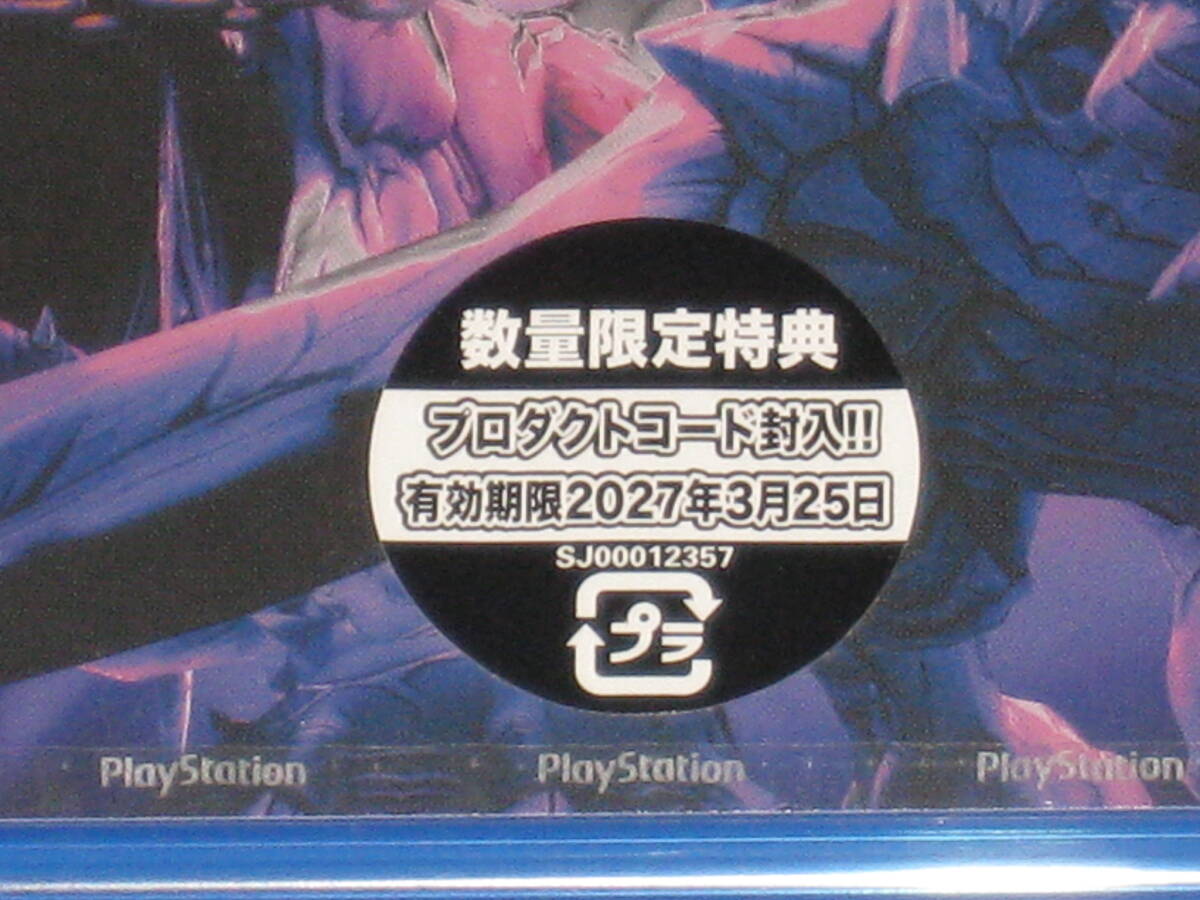 数量限定特典
プロダクトコード封入!!
有効期限2027年3月25日
SJ00012357
プラ
PlayStation PlayStation PlayStation